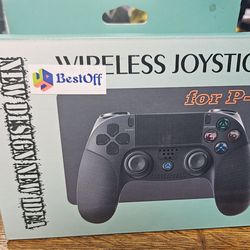 WIRELESS JOYSTIC
BestOff
for P-
NEW DESIGN NEW IDEA